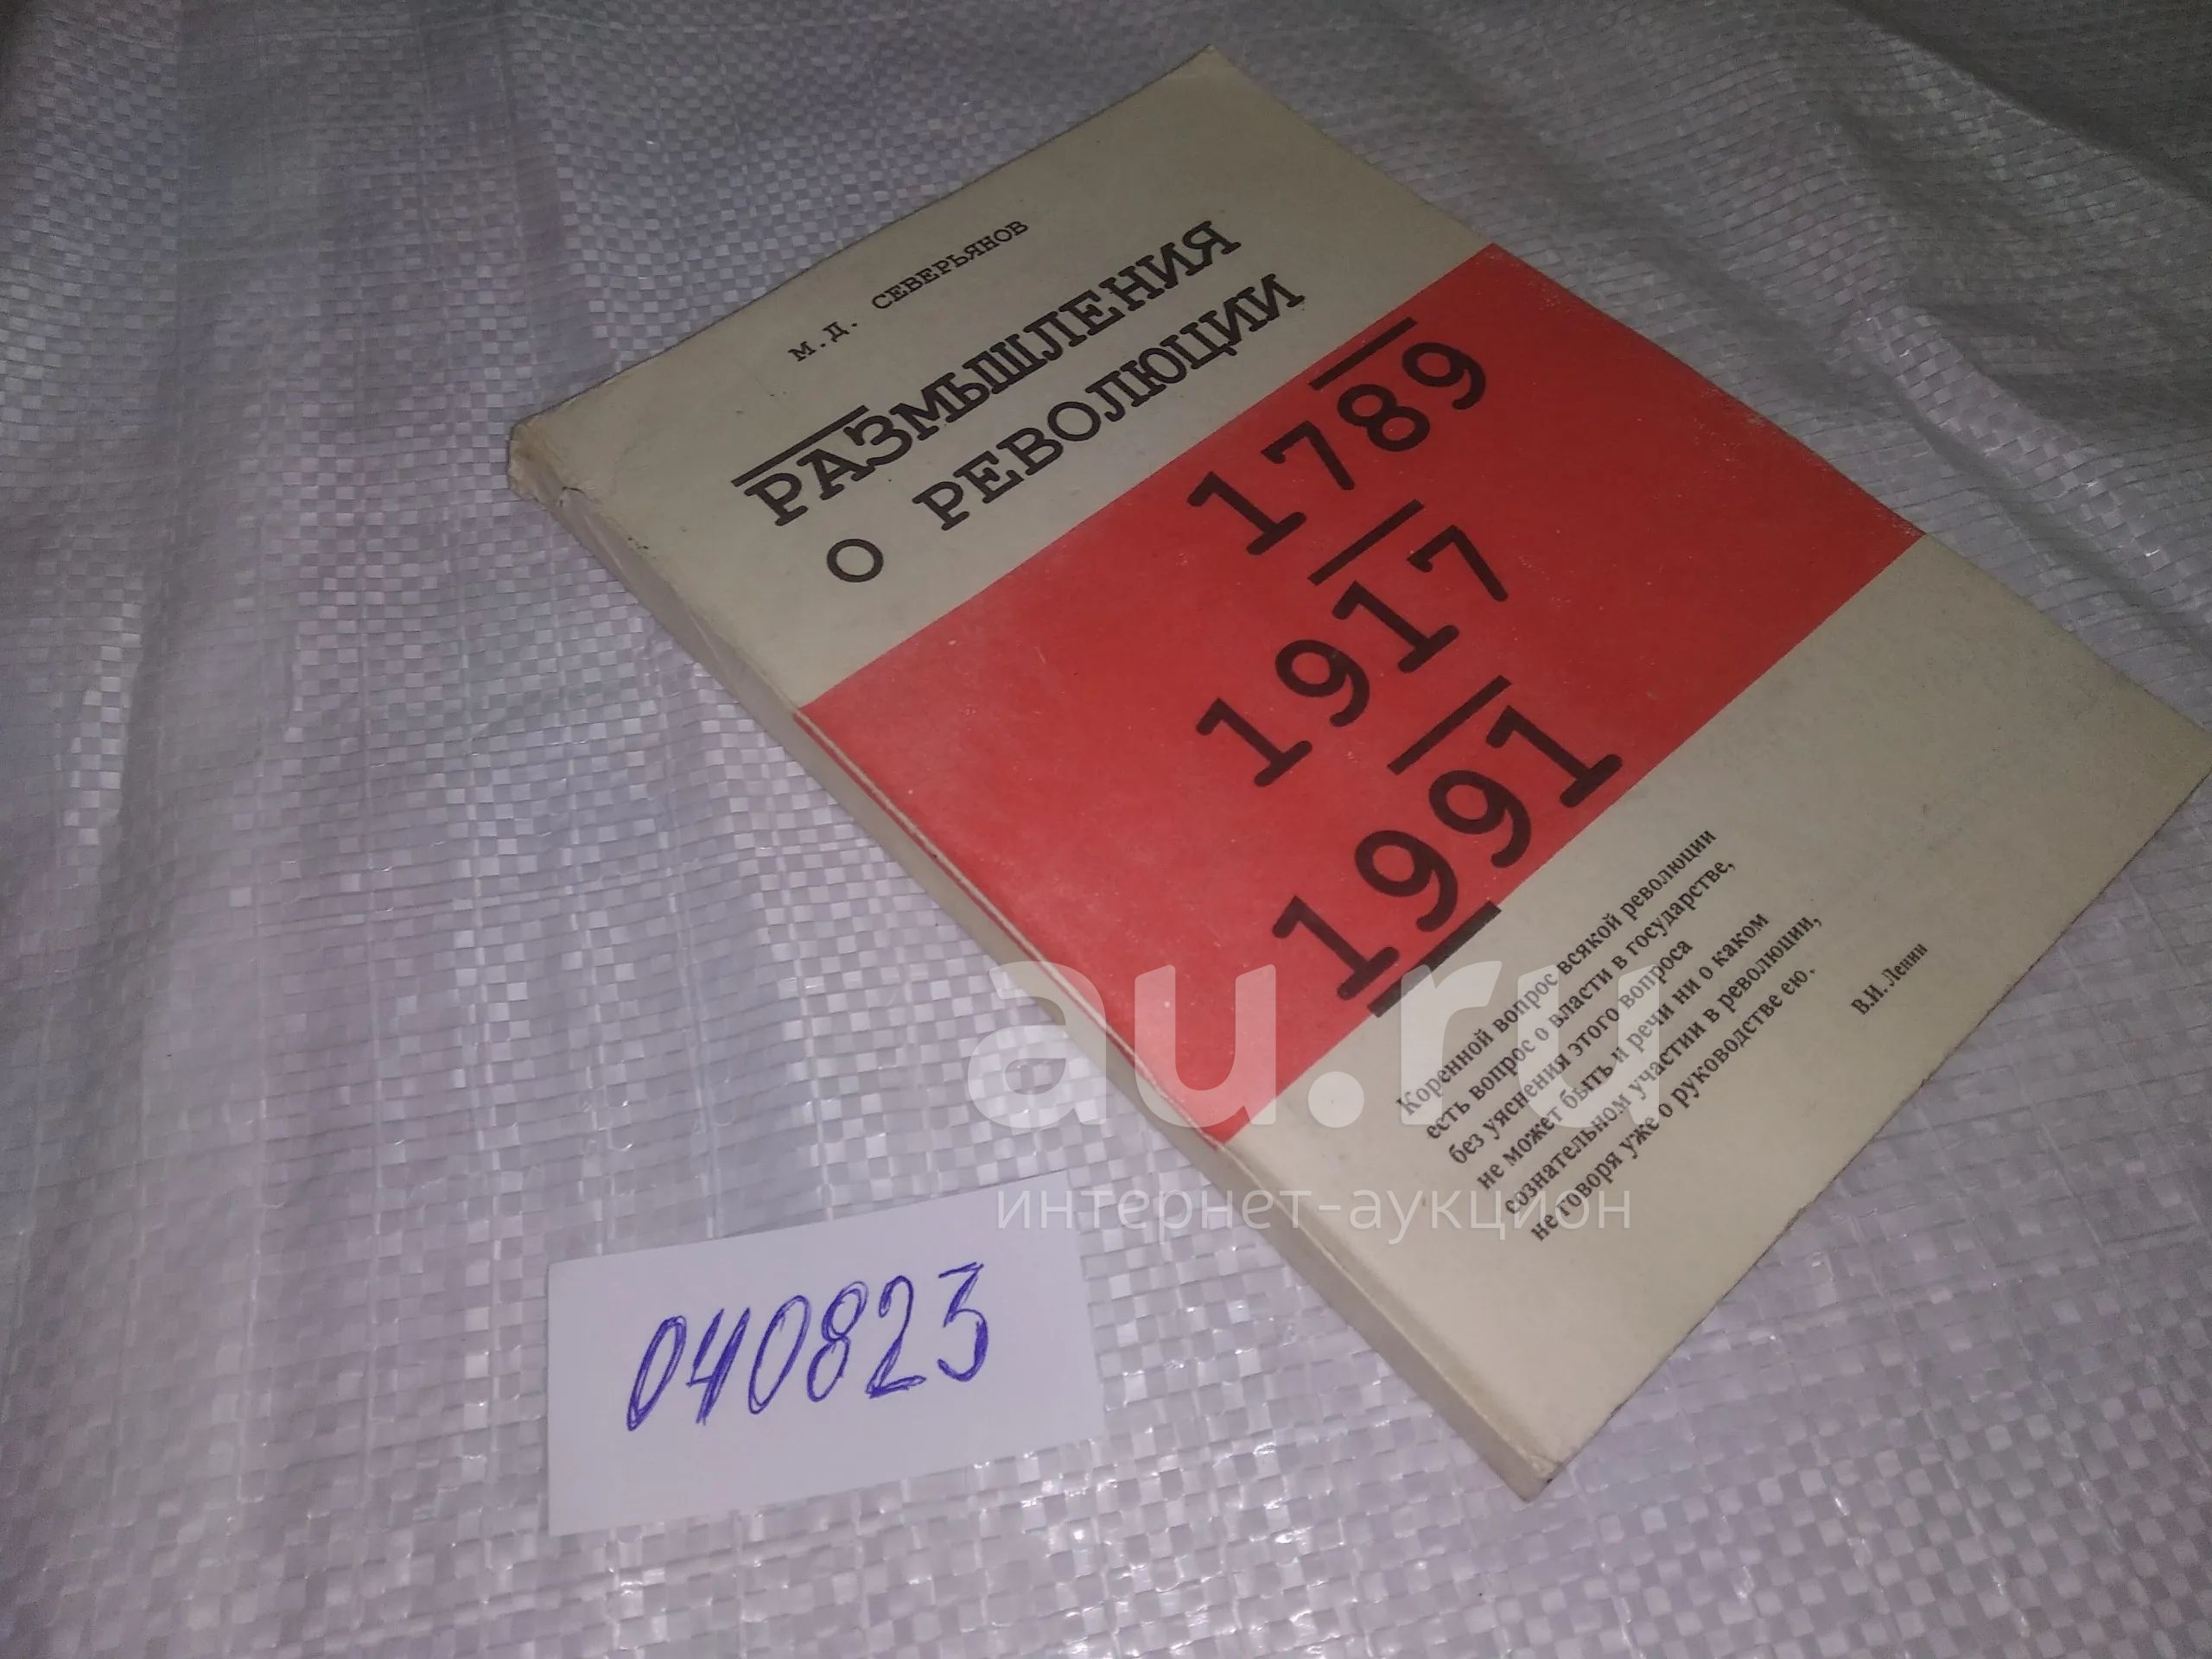 М.Д. СЕВЕРЬЯНОВ
РАЗМЫШЛЕНИЯ
О РЕВОЛЮЦИИ
1789
1917
1991
Коренной вопрос всякой революции
есть вопрос о власти в государстве,
без уяснения этого вопроса
не может быть и речи ни о каком
сознательном участии в революции,
не говоря уже о руководстве ею.
В.И. Ленин
au.ru
интернет-аукцион
040823